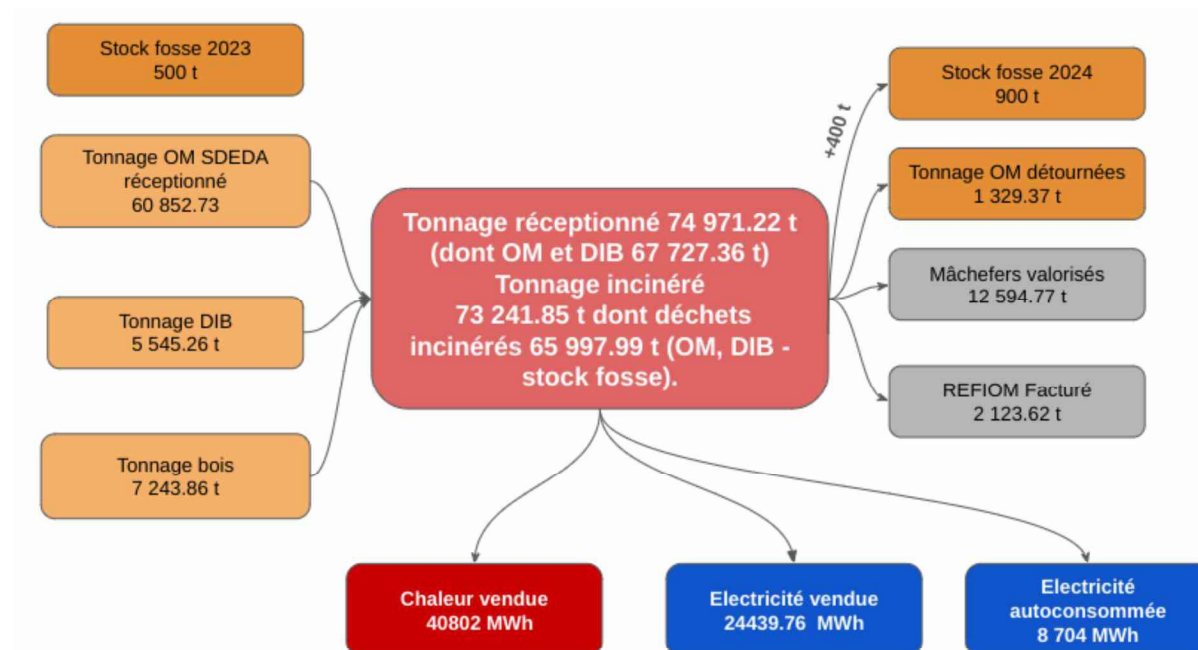 Stock fosse 2023
500 t
Tonnage OM SDEDA
réceptionné
60 852.73
Tonnage DIB
5 545.26 t
Tonnage bois
7 243.86 t
Tonnage réceptionné 74 971.22 t
(dont OM et DIB 67 727.36 t)
Tonnage incinéré
73 241.85 t dont déchets
incinérés 65 997.99 t (OM, DIB -
stock fosse).
+400 t
Stock fosse 2024
900 t
Tonnage OM détournées
1 329.37 t
Mâchefers valorisés
12 594.77 t
REFIOM Facturé
2 123.62 t
Chaleur vendue
40802 MWh
Electricité vendue
24439.76 MWh
Electricité
autoconsommée
8 704 MWh